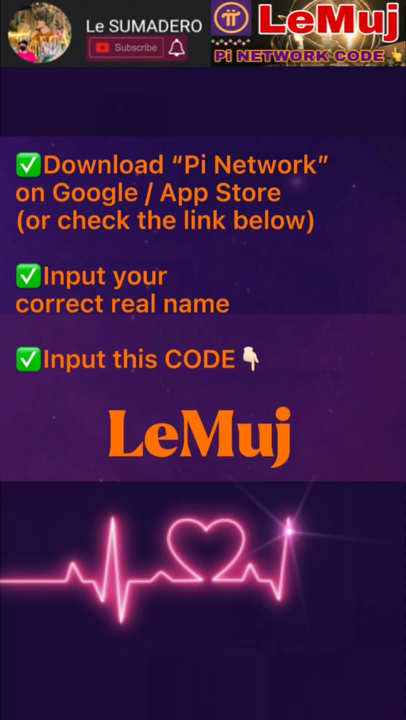 Le SUMADERO
Subscribe
LeMuj
Pi NETWORK CODE
✅Download “Pi Network”
on Google / App Store
(or check the link below)
✅Input your
correct real name
✅Input this CODE👇🏻
LeMuj